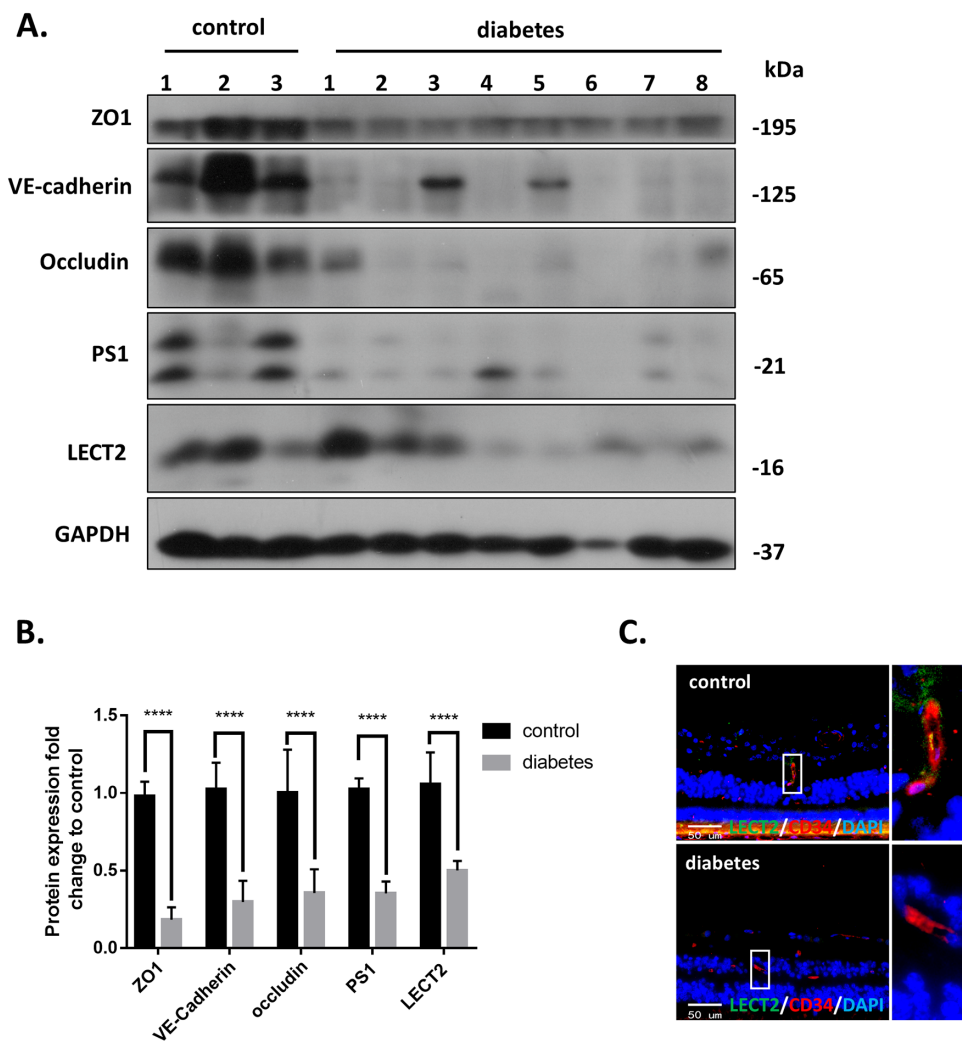 A.
control
diabetes
1 2 3 1 2 3 4 5 6 7 8
kDa
ZO1
-195
VE-cadherin
-125
Occludin
-65
PS1
-21
LECT2
-16
GAPDH
-37
B.
Protein expression fold
change to control
1.5
1.0
0.5
0.0
**** **** **** **** ****
control
diabetes
ZO1
VE-Cadherin
occludin
PS1
LECT2
C.
control
50 um
LECT2/CD34/DAPI
diabetes
50 um
LECT2/CD34/DAPI